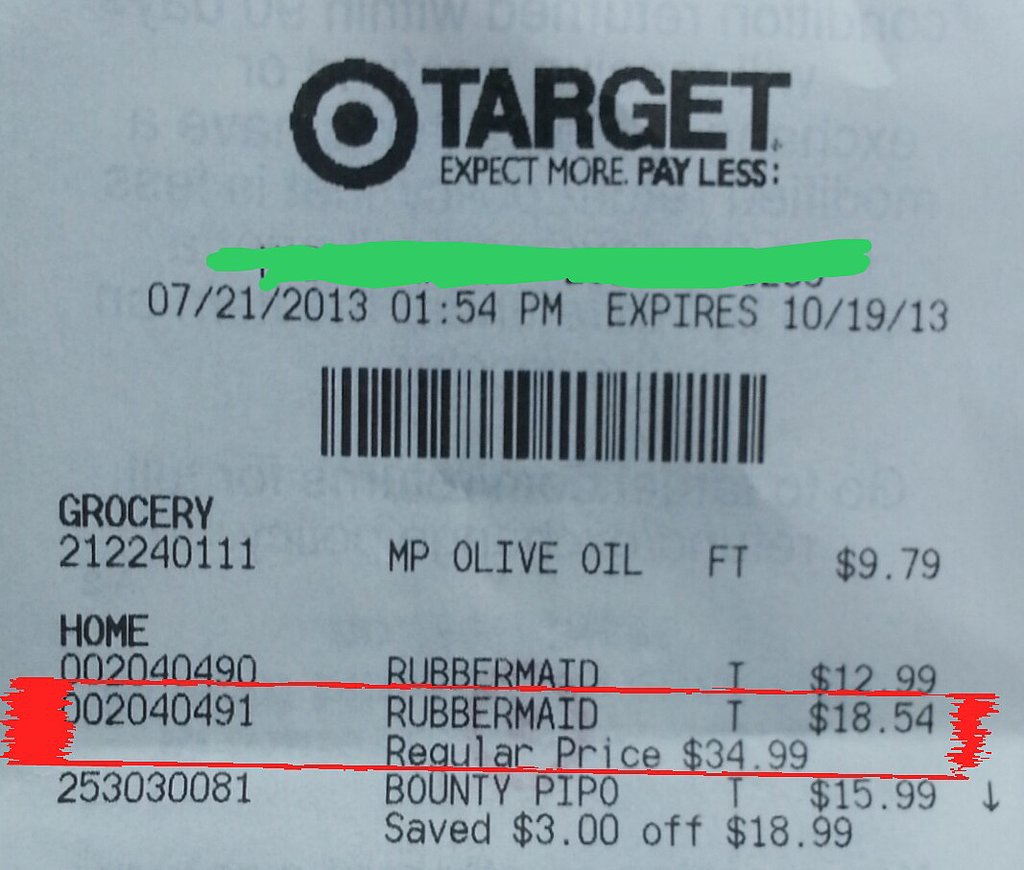 TARGET
EXPECT MORE. PAY LESS.
07/21/2013 01:54 PM EXPIRES 10/19/13
GROCERY
212240111 MP OLIVE OIL FT $9.79
HOME
002040490 RUBBERMAID T $12.99
002040491 RUBBERMAID T $18.54
Regular Price $34.99
253030081 BOUNTY PIPO T $15.99 ↓
Saved $3.00 off $18.99